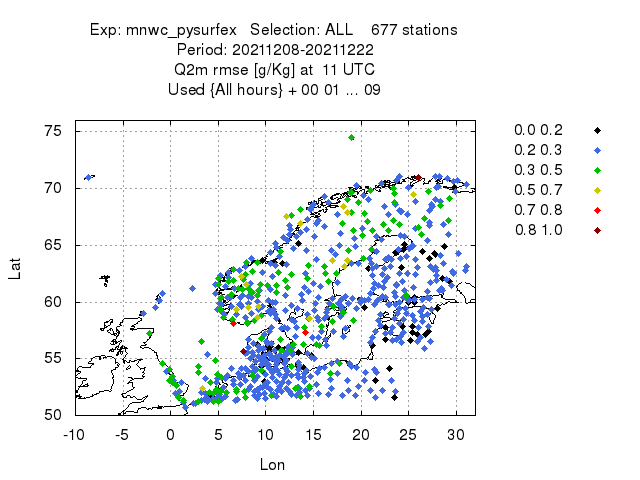 Exp: mnwc_pysurfex Selection: ALL 677 stations
Period: 20211208-20211222
Q2m rmse [g/Kg] at 11 UTC
Used {All hours} + 00 01 ... 09
0.0 0.2
0.2 0.3
0.3 0.5
0.5 0.7
0.7 0.8
0.8 1.0
75
70
65
60
55
50
Lat
-10 -5 0 5 10 15 20 25 30
Lon